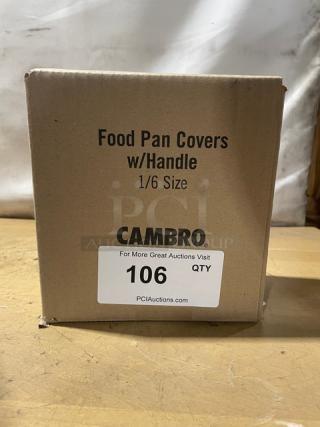 Food Pan Covers
w/Handle
1/6 Size
PCI
CAMBRO
For More Great Auctions Visit
106 QTY
PCIAuctions.com